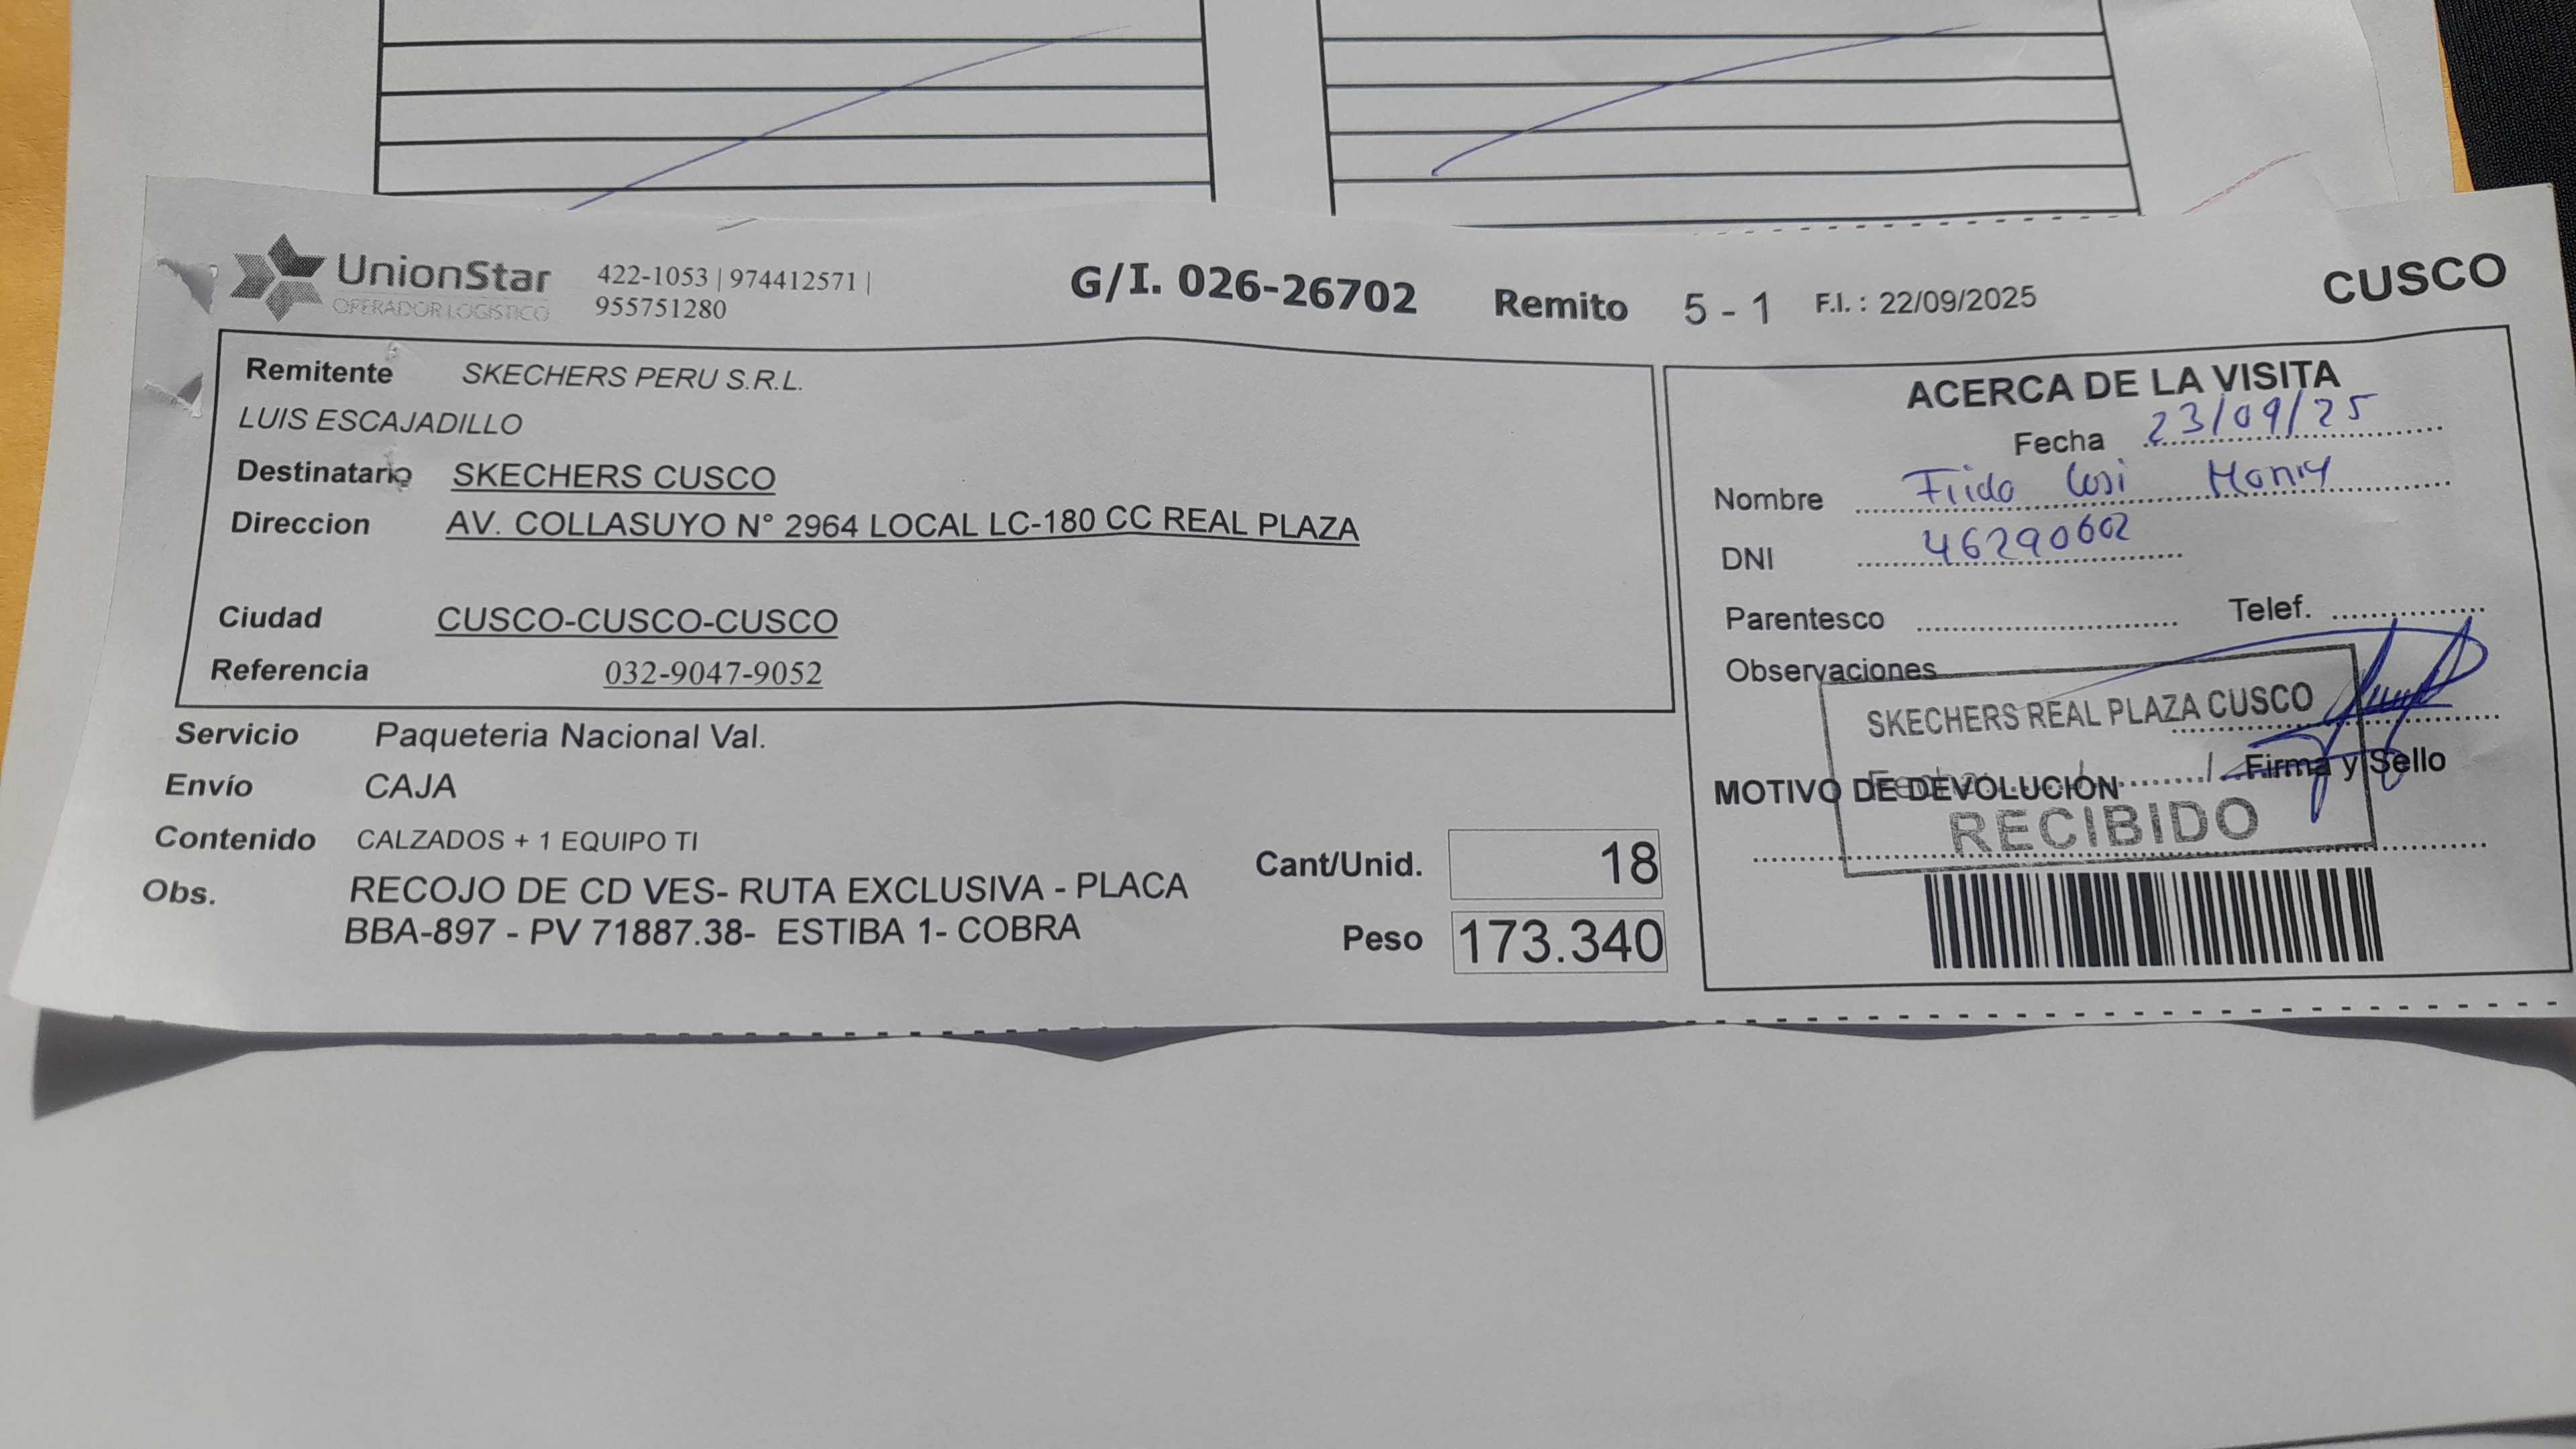 UnionStar
OPERADOR LOGISTICO
422-1053 | 974412571 |
955751280
G/I. 026-26702
Remito 5 - 1 F.I. : 22/09/2025
CUSCO
Remitente SKECHERS PERU S.R.L.
LUIS ESCAJADILLO
Destinatario SKECHERS CUSCO
Direccion AV. COLLASUYO N° 2964 LOCAL LC-180 CC REAL PLAZA
Ciudad CUSCO-CUSCO-CUSCO
Referencia 032-9047-9052
Servicio Paqueteria Nacional Val.
Envío CAJA
Contenido CALZADOS + 1 EQUIPO TI
Obs. RECOJO DE CD VES- RUTA EXCLUSIVA - PLACA
BBA-897 - PV 71887.38- ESTIBA 1- COBRA
Cant/Unid. 18
Peso 173.340
ACERCA DE LA VISITA
Fecha 23/09/25
Nombre
DNI 46290602
Parentesco Telef.
Observaciones
SKECHERS REAL PLAZA CUSCO
Firma y Sello
Fecha:
MOTIVO DE DEVOLUCIÓN
RECIBIDO